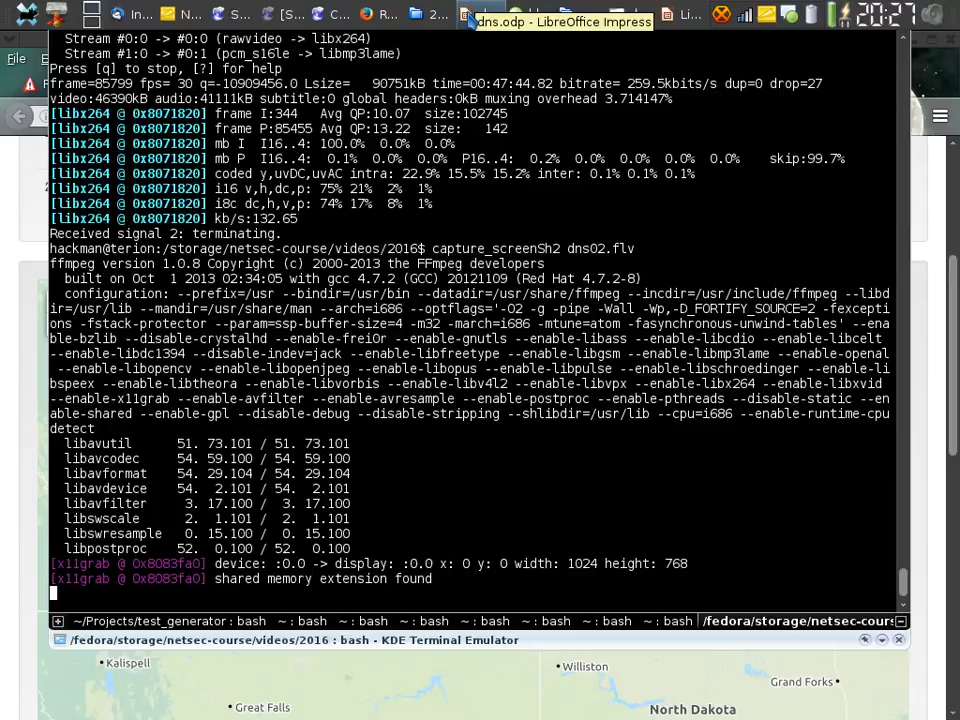 In...
N...
S...
[S...
C...
R...
2...
Li...
20:27
dns.odp - LibreOffice Impress
File
Stream #0:0 -> #0:0 (rawvideo -> libx264)
Stream #1:0 -> #0:1 (pcm_s16le -> libmp3lame)
Press [q] to stop, [?] for help
frame=85799 fps= 30 q=-10909456.0 Lsize=   90751kB time=00:47:44.82 bitrate= 259.5kbits/s dup=0 drop=27
video:46390kB audio:41111kB subtitle:0 global headers:0kB muxing overhead 3.714147%
[libx264 @ 0x8071820] frame I:344   Avg QP:10.07  size:102745
[libx264 @ 0x8071820] frame P:85455 Avg QP:13.22  size:   142
[libx264 @ 0x8071820] mb I  I16..4: 100.0%  0.0%  0.0%
[libx264 @ 0x8071820] mb P  I16..4:  0.1%  0.0%  0.0%  P16..4:  0.2%  0.0%  0.0%  0.0%  0.0%    skip:99.7%
[libx264 @ 0x8071820] coded y,uvDC,uvAC intra: 22.9% 15.5% 15.2% inter: 0.1% 0.1% 0.1%
[libx264 @ 0x8071820] i16 v,h,dc,p: 75% 21%  2%  1%
[libx264 @ 0x8071820] i8c dc,h,v,p: 74% 17%  8%  1%
[libx264 @ 0x8071820] kb/s:132.65
Received signal 2: terminating.
hackman@terion:/storage/netsec-course/videos/2016$ capture_screenSh2 dns02.flv
ffmpeg version 1.0.8 Copyright (c) 2000-2013 the FFmpeg developers
built on Oct  1 2013 02:34:05 with gcc 4.7.2 (GCC) 20121109 (Red Hat 4.7.2-8)
configuration: --prefix=/usr --bindir=/usr/bin --datadir=/usr/share/ffmpeg --incdir=/usr/include/ffmpeg --libd
ir=/usr/lib --mandir=/usr/share/man --arch=i686 --optflags='-O2 -g -pipe -Wall -Wp,-D_FORTIFY_SOURCE=2 -fexcepti
ons -fstack-protector --param=ssp-buffer-size=4 -m32 -march=i686 -mtune=atom -fasynchronous-unwind-tables' --ena
ble-bzlib --disable-crystalhd --enable-frei0r --enable-gnutls --enable-libass --enable-libcdio --enable-libcelt
--enable-libdc1394 --disable-indev=jack --enable-libfreetype --enable-libgsm --enable-libmp3lame --enable-openal
--enable-libopencv --enable-libopenjpeg --enable-libopus --enable-libpulse --enable-libschroedinger --enable-li
bspeex --enable-libtheora --enable-libvorbis --enable-libv4l2 --enable-libvpx --enable-libx264 --enable-libxvid
--enable-x11grab --enable-avfilter --enable-avresample --enable-postproc --enable-pthreads --disable-static --en
able-shared --enable-gpl --disable-debug --disable-stripping --shlibdir=/usr/lib --cpu=i686 --enable-runtime-cpu
detect
libavutil      51. 73.101 / 51. 73.101
libavcodec     54. 59.100 / 54. 59.100
libavformat    54. 29.104 / 54. 29.104
libavdevice    54.  2.101 / 54.  2.101
libavfilter     3. 17.100 /  3. 17.100
libswscale      2.  1.101 /  2.  1.101
libswresample   0. 15.100 /  0. 15.100
libpostproc    52.  0.100 / 52.  0.100
[x11grab @ 0x8083fa0] device: :0.0 -> display: :0.0 x: 0 y: 0 width: 1024 height: 768
[x11grab @ 0x8083fa0] shared memory extension found
~/Projects/test_generator : bash
~ : bash
~ : bash
~ : bash
~ : bash
~ : bash
~ : bash
~ : bash
/fedora/storage/netsec-cours
/fedora/storage/netsec-course/videos/2016 : bash - KDE Terminal Emulator
Kalispell
Williston
Grand Forks
Great Falls
North Dakota